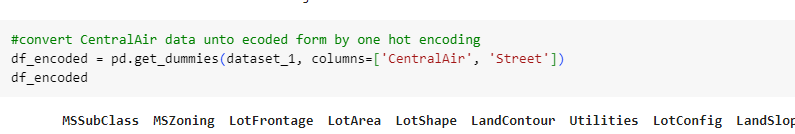 #convert CentralAir data unto ecoded form by one hot encoding
df_encoded = pd.get_dummies(dataset_1, columns=['CentralAir', 'Street'])
df_encoded
MSSubClass MSZoning LotFrontage LotArea LotShape LandContour Utilities LotConfig LandSlop